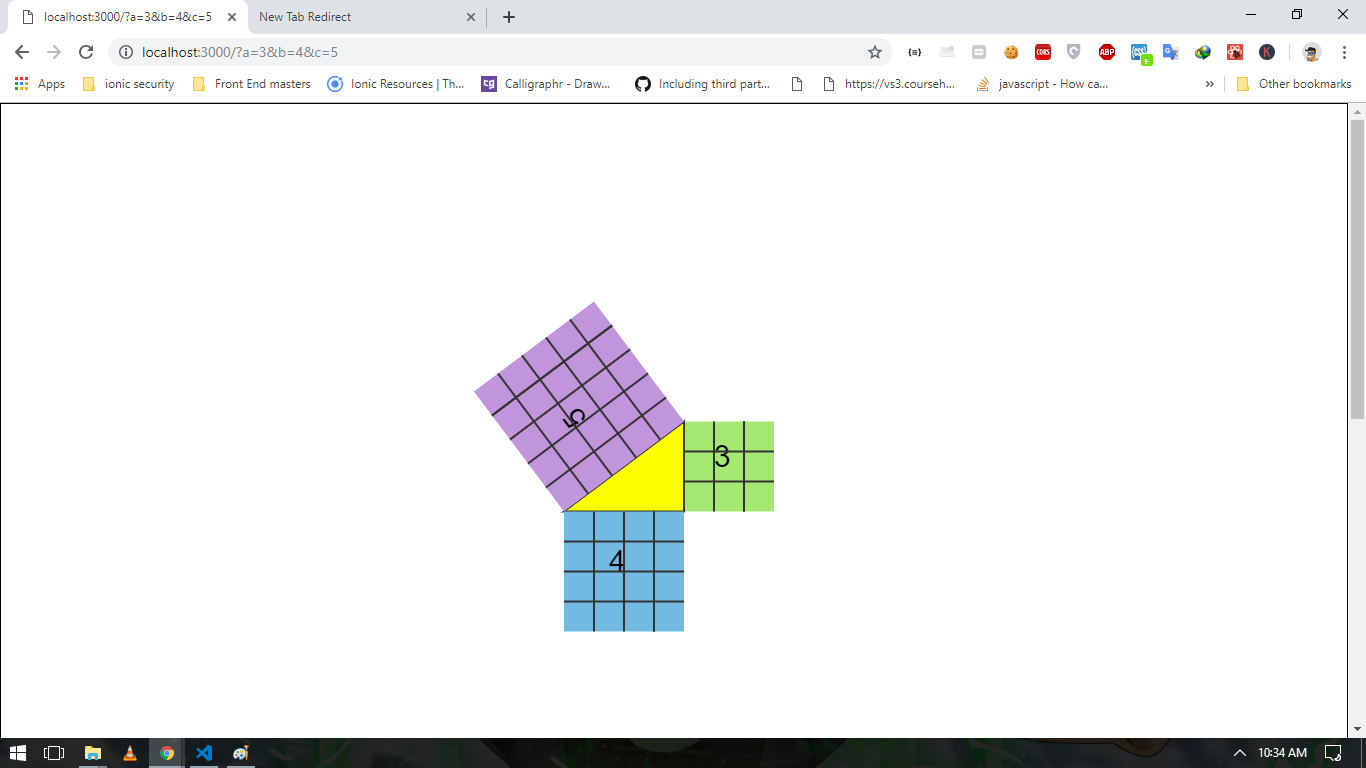 localhost:3000/?a=3&b=4&c=5
New Tab Redirect
localhost:3000/?a=3&b=4&c=5
Apps
ionic security
Front End masters
Ionic Resources | Th...
Calligraphr - Draw...
Including third part...
https://vs3.courseh...
javascript - How ca...
»
Other bookmarks
5
3
4
10:34 AM